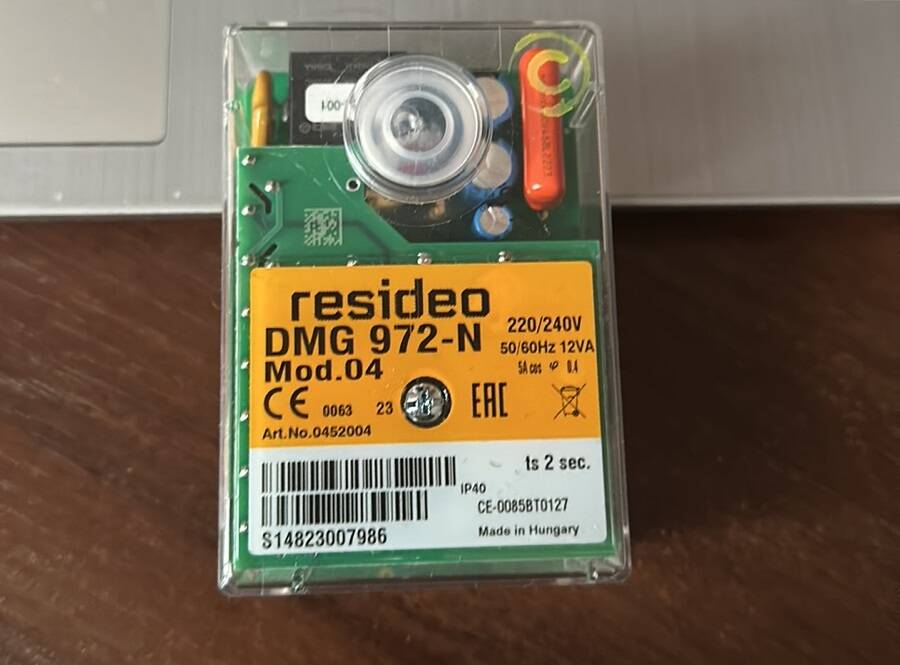 resideo
DMG 972-N
Mod.04
220/240V
50/60Hz 12VA
5A cos φ 0.4
CE 0063 23
EAC
Art.No.0452004
ts 2 sec.
IP40
CE-0085BT0127
S14823007986
Made in Hungary